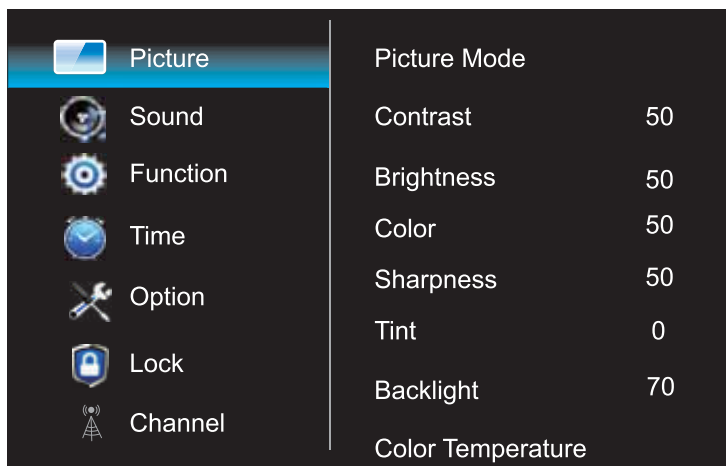 Picture
Sound
Function
Time
Option
Lock
Channel
Picture Mode
Contrast 50
Brightness 50
Color 50
Sharpness 50
Tint 0
Backlight 70
Color Temperature